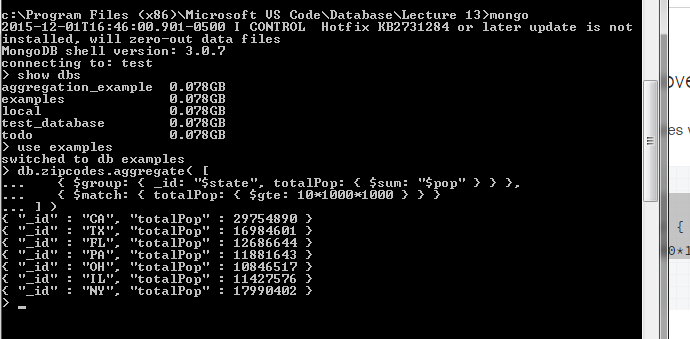 c:\Program Files (x86)\Microsoft VS Code\Database\Lecture 13>mongo
2015-12-01T16:46:00.901-0500 I CONTROL  Hotfix KB2731284 or later update is not
installed, will zero-out data files
MongoDB shell version: 3.0.7
connecting to: test
> show dbs
aggregation_example  0.078GB
examples             0.078GB
local                0.078GB
test_database        0.078GB
todo                 0.078GB
> use examples
switched to db examples
> db.zipcodes.aggregate( [
...    { $group: { _id: "$state", totalPop: { $sum: "$pop" } } },
...    { $match: { totalPop: { $gte: 10*1000*1000 } } }
... ] )
{ "_id" : "CA", "totalPop" : 29754890 }
{ "_id" : "TX", "totalPop" : 16984601 }
{ "_id" : "FL", "totalPop" : 12686644 }
{ "_id" : "PA", "totalPop" : 11881643 }
{ "_id" : "OH", "totalPop" : 10846517 }
{ "_id" : "IL", "totalPop" : 11427576 }
{ "_id" : "NY", "totalPop" : 17990402 }
> _